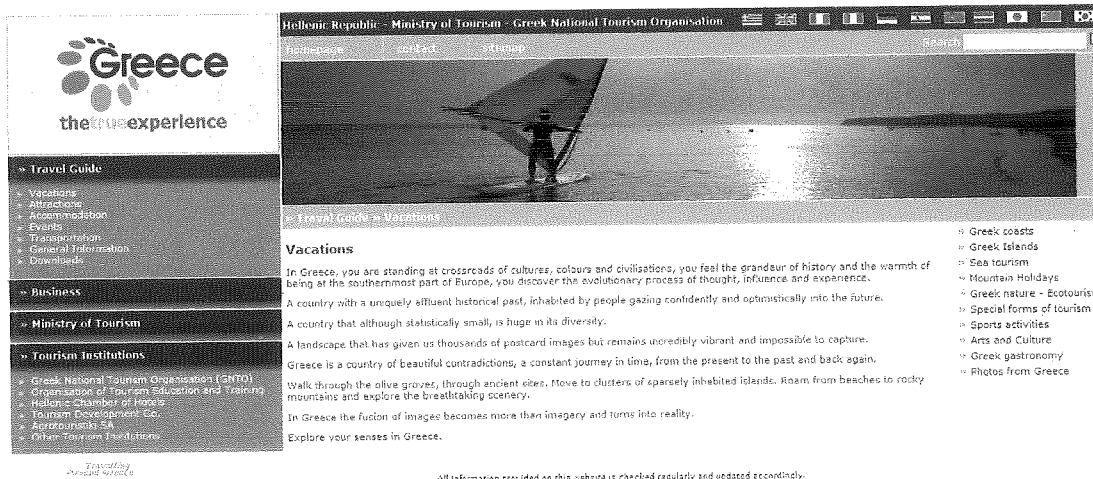 Greece
thetrueexperience
Hellenic Republic - Ministry of Tourism - Greek National Tourism Organisation
homepage contact sitemap
Search
» Travel Guide
» Vacations
» Attractions
» Accommodation
» Events
» Transportation
» General Information
» Downloads
» Business
» Ministry of Tourism
» Tourism Institutions
» Greek National Tourism Organisation (GNTO)
» Organisation of Tourism Education and Training
» Hellenic Chamber of Hotels
» Tourism Development Co.
» Agrotouristiki SA
» Other Tourism Institutions
Travelling
Around Greece
» Travel Guide » Vacations
Vacations
In Greece, you are standing at crossroads of cultures, colours and civilisations, you feel the grandeur of history and the warmth of
being at the southernmost part of Europe, you discover the evolutionary process of thought, influence and experience.
A country with a uniquely affluent historical past, inhabited by people gazing confidently and optimistically into the future.
A country that although statistically small, is huge in its diversity.
A landscape that has given us thousands of postcard images but remains incredibly vibrant and impossible to capture.
Greece is a country of beautiful contradictions, a constant journey in time, from the present to the past and back again.
Walk through the olive groves, through ancient sites. Move to clusters of sparsely inhabited islands. Roam from beaches to rocky
mountains and explore the breathtaking scenery.
In Greece the fusion of images becomes more than imagery and turns into reality.
Explore your senses in Greece.
» Greek coasts
» Greek Islands
» Sea tourism
» Mountain Holidays
» Greek nature - Ecotouris
» Special forms of tourism
» Sports activities
» Arts and Culture
» Greek gastronomy
» Photos from Greece
All information provided on this website is checked regularly and updated accordingly.